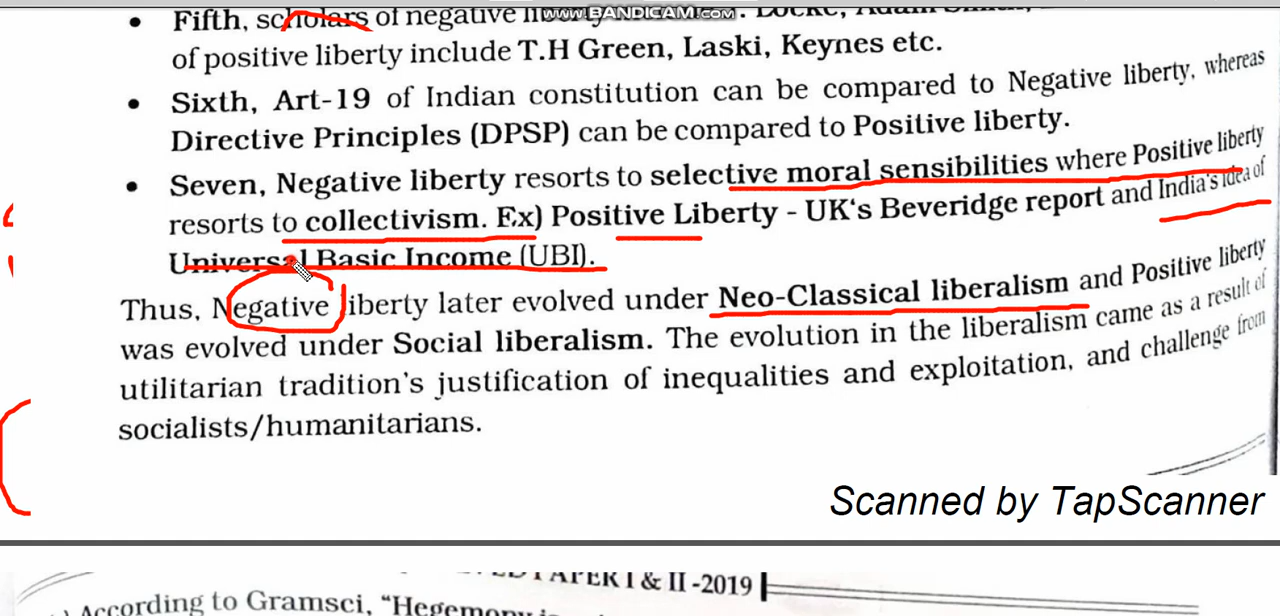 WWW.BANDICAM.COM
• Fifth, scholars of negative
of positive liberty include T.H Green, Laski, Keynes etc.
• Sixth, Art-19 of Indian constitution can be compared to Negative liberty, whereas
Directive Principles (DPSP) can be compared to Positive liberty.
• Seven, Negative liberty resorts to selective moral sensibilities where Positive liberty
resorts to collectivism. Ex) Positive Liberty - UK's Beveridge report and India's idea of
Universal Basic Income (UBI).
Thus, Negative liberty later evolved under Neo-Classical liberalism and Positive liberty
was evolved under Social liberalism. The evolution in the liberalism came as a result of
utilitarian tradition's justification of inequalities and exploitation, and challenge from
socialists/humanitarians.
Scanned by TapScanner
PAPER I & II -2019
According to Gramsci, "Hegemony